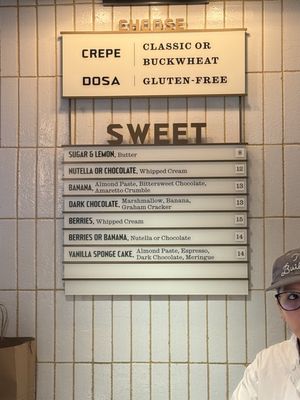 CHOOSE
CREPE CLASSIC OR
BUCKWHEAT
DOSA GLUTEN-FREE
SWEET
SUGAR & LEMON, Butter 8
NUTELLA OR CHOCOLATE, Whipped Cream 12
BANANA, Almond Paste, Bittersweet Chocolate,
Amaretto Crumble 13
DARK CHOCOLATE, Marshmallow, Banana,
Graham Cracker 13
BERRIES, Whipped Cream 15
BERRIES OR BANANA, Nutella or Chocolate 14
VANILLA SPONGE CAKE, Almond Paste, Espresso,
Dark Chocolate, Meringue 14